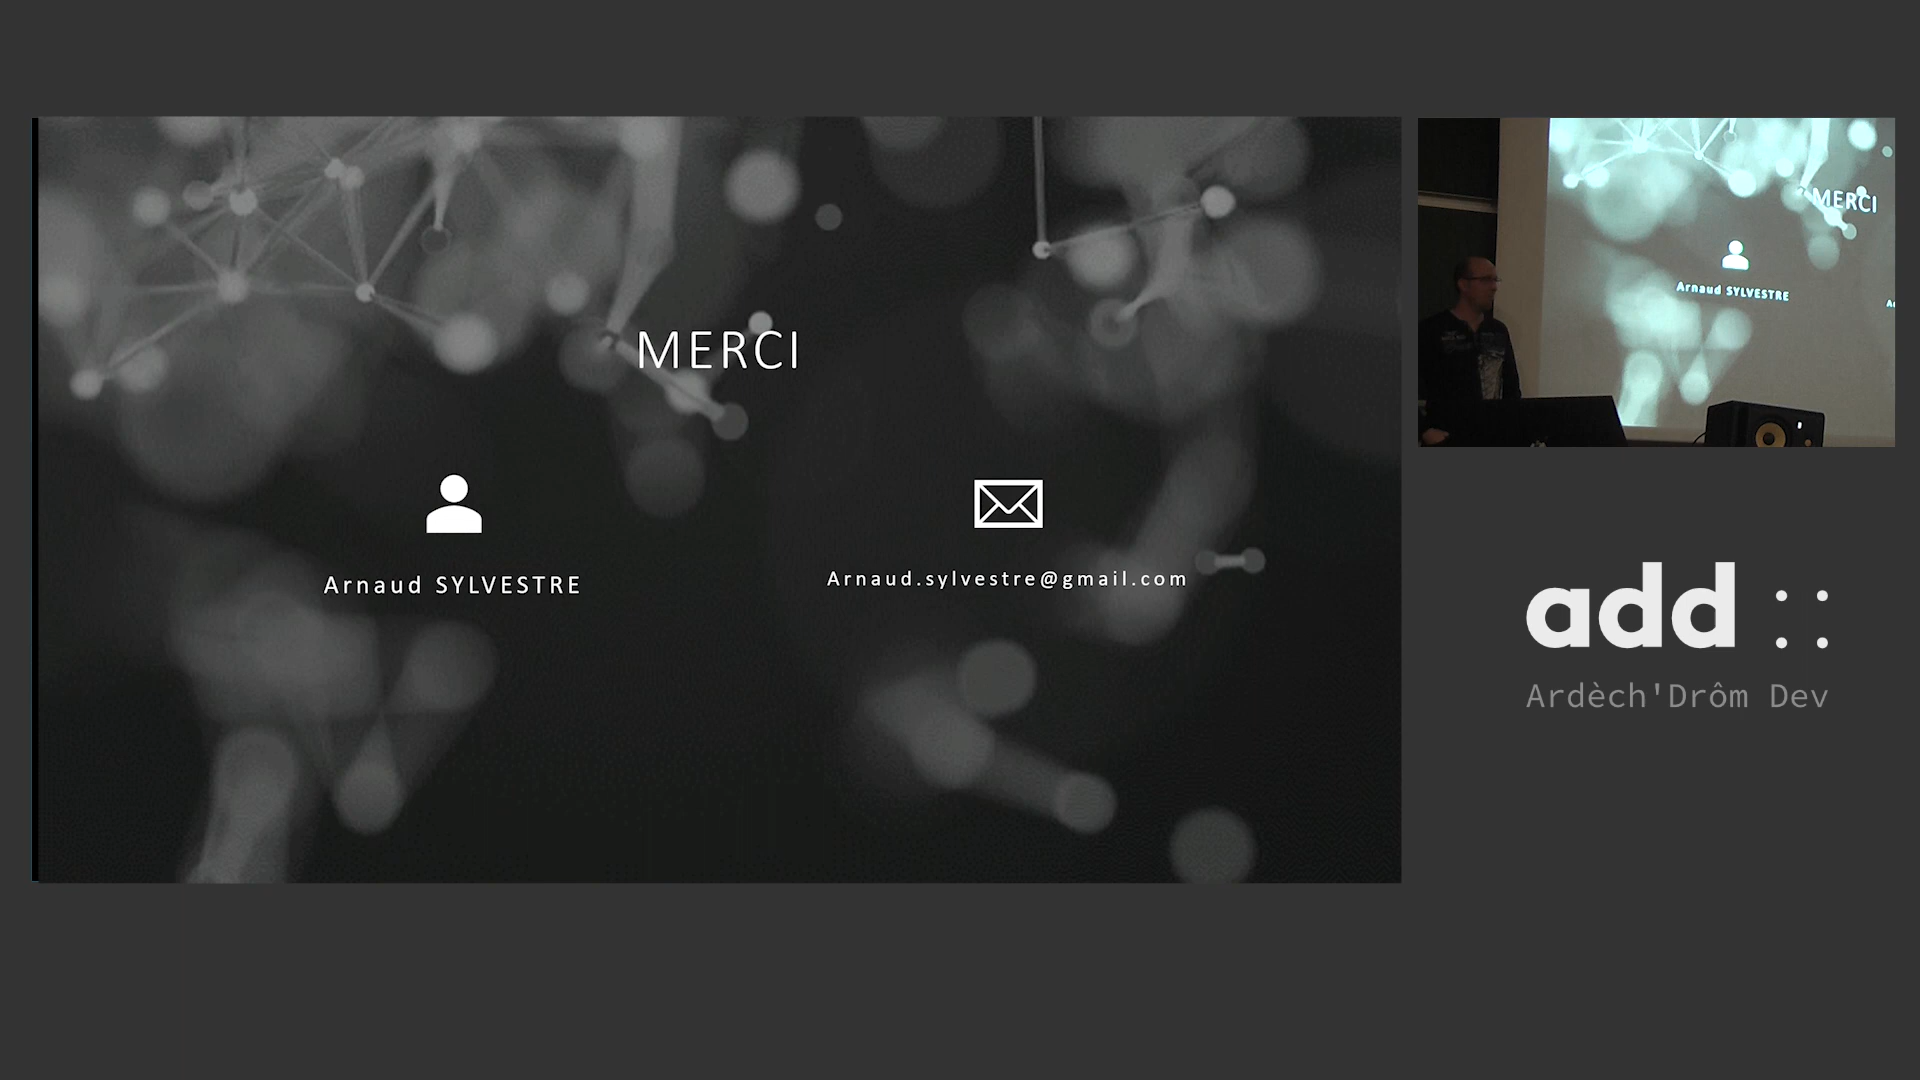 MERCI
Arnaud SYLVESTRE
Arnaud.sylvestre@gmail.com
MERCI
Arnaud SYLVESTRE
add
Ardèch'Drôm Dev